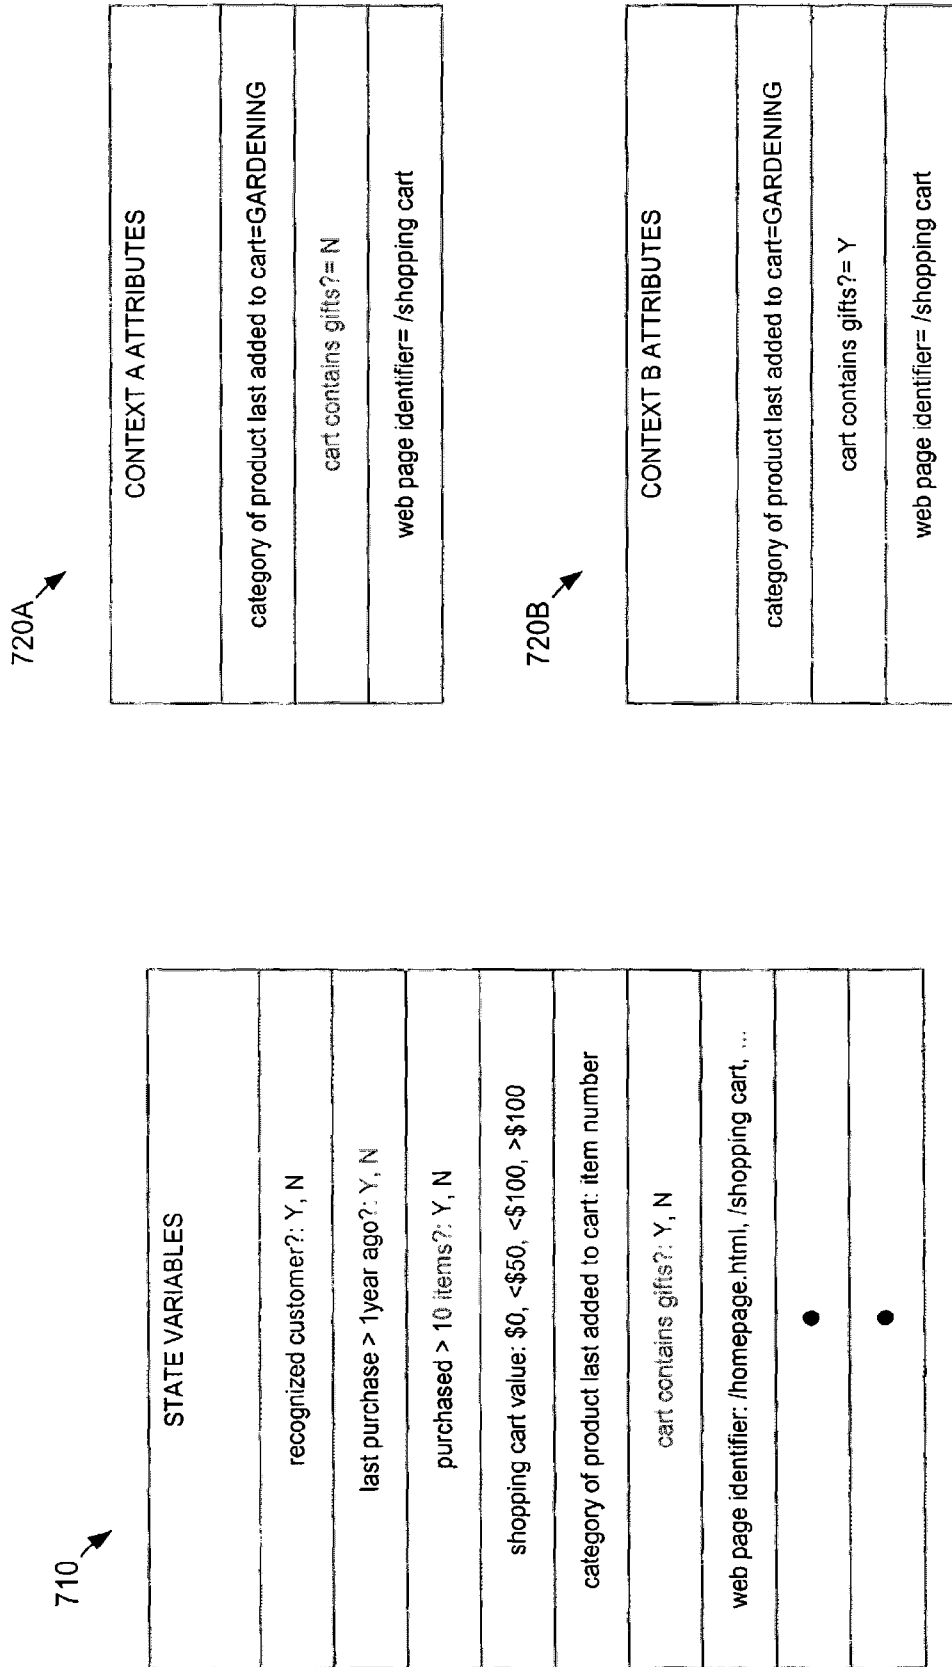 710
STATE VARIABLES
recognized customer?: Y, N
last purchase > 1year ago?: Y, N
purchased > 10 items?: Y, N
shopping cart value: $0, <$50, <$100, >$100
category of product last added to cart: item number
cart contains gifts?: Y, N
web page identifier: /homepage.html, /shopping cart, ...
720A
CONTEXT A ATTRIBUTES
category of product last added to cart=GARDENING
cart contains gifts?= N
web page identifier= /shopping cart
720B
CONTEXT B ATTRIBUTES
category of product last added to cart=GARDENING
cart contains gifts?= Y
web page identifier= /shopping cart